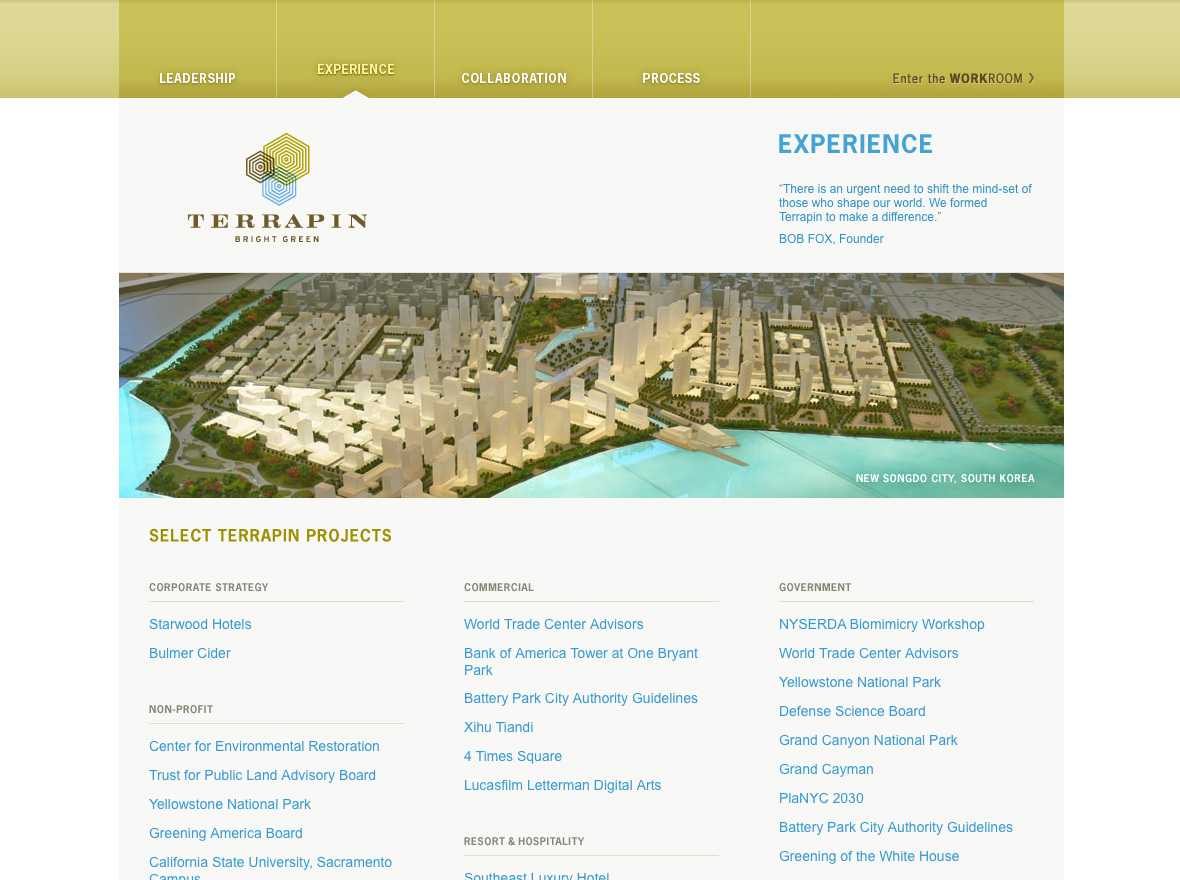 LEADERSHIP
EXPERIENCE
COLLABORATION
PROCESS
Enter the WORKROOM
TERRAPIN
BRIGHT GREEN
EXPERIENCE
“There is an urgent need to shift the mind-set of
those who shape our world. We formed
Terrapin to make a difference.”
BOB FOX, Founder
NEW SONGDO CITY, SOUTH KOREA
SELECT TERRAPIN PROJECTS
CORPORATE STRATEGY
Starwood Hotels
Bulmer Cider
NON-PROFIT
Center for Environmental Restoration
Trust for Public Land Advisory Board
Yellowstone National Park
Greening America Board
California State University, Sacramento
Campus
COMMERCIAL
World Trade Center Advisors
Bank of America Tower at One Bryant
Park
Battery Park City Authority Guidelines
Xihu Tiandi
4 Times Square
Lucasfilm Letterman Digital Arts
RESORT & HOSPITALITY
Southeast Luxury Hotel
GOVERNMENT
NYSERDA Biomimicry Workshop
World Trade Center Advisors
Yellowstone National Park
Defense Science Board
Grand Canyon National Park
Grand Cayman
PlaNYC 2030
Battery Park City Authority Guidelines
Greening of the White House